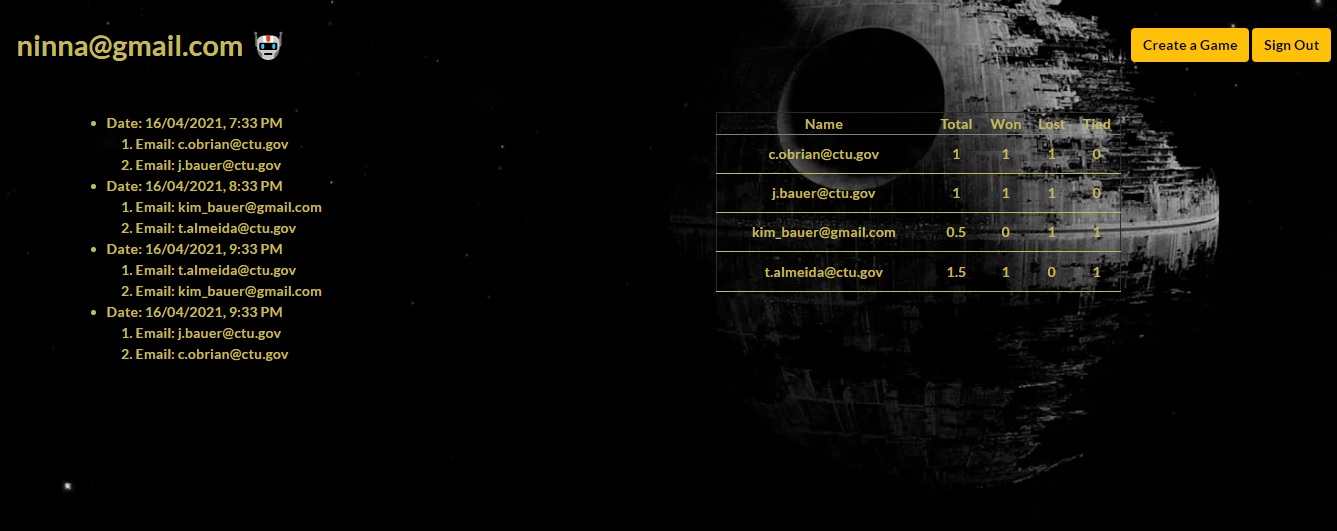 ninna@gmail.com
Create a Game
Sign Out
Date: 16/04/2021, 7:33 PM
1. Email: c.obrian@ctu.gov
2. Email: j.bauer@ctu.gov
Date: 16/04/2021, 8:33 PM
1. Email: kim_bauer@gmail.com
2. Email: t.almeida@ctu.gov
Date: 16/04/2021, 9:33 PM
1. Email: t.almeida@ctu.gov
2. Email: kim_bauer@gmail.com
Date: 16/04/2021, 9:33 PM
1. Email: j.bauer@ctu.gov
2. Email: c.obrian@ctu.gov
Name Total Won Lost Tied
c.obrian@ctu.gov 1 1 1 0
j.bauer@ctu.gov 1 1 1 0
kim_bauer@gmail.com 0.5 0 1 1
t.almeida@ctu.gov 1.5 1 0 1